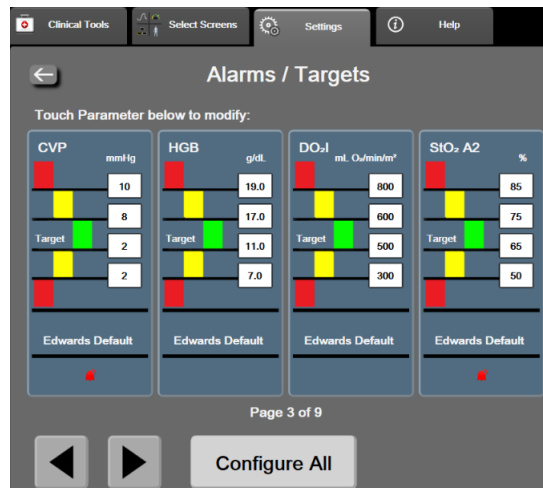 Clinical Tools
Select Screens
Settings
Help
Alarms / Targets
Touch Parameter below to modify:
CVP
mmHg
10
8
Target
2
2
Edwards Default
HGB
g/dL
19.0
17.0
Target
11.0
7.0
Edwards Default
DO₂I
mL O₂/min/m²
800
600
Target
500
300
Edwards Default
StO₂ A2
%
85
75
Target
65
50
Edwards Default
Page 3 of 9
Configure All